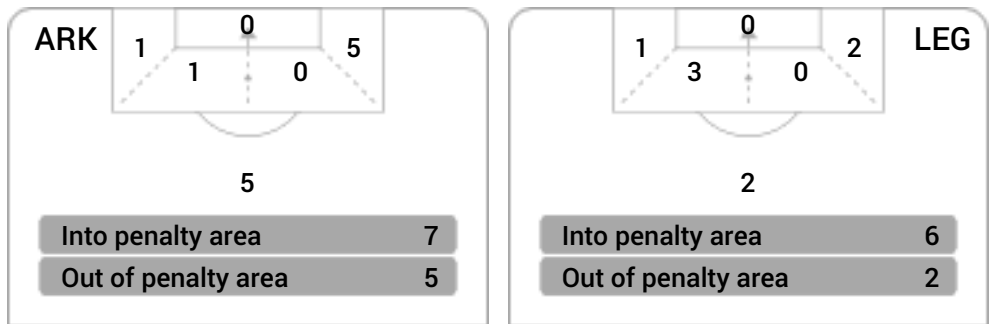 ARK
0
1
5
1
0
5
Into penalty area 7
Out of penalty area 5
LEG
0
1
2
3
0
2
Into penalty area 6
Out of penalty area 2